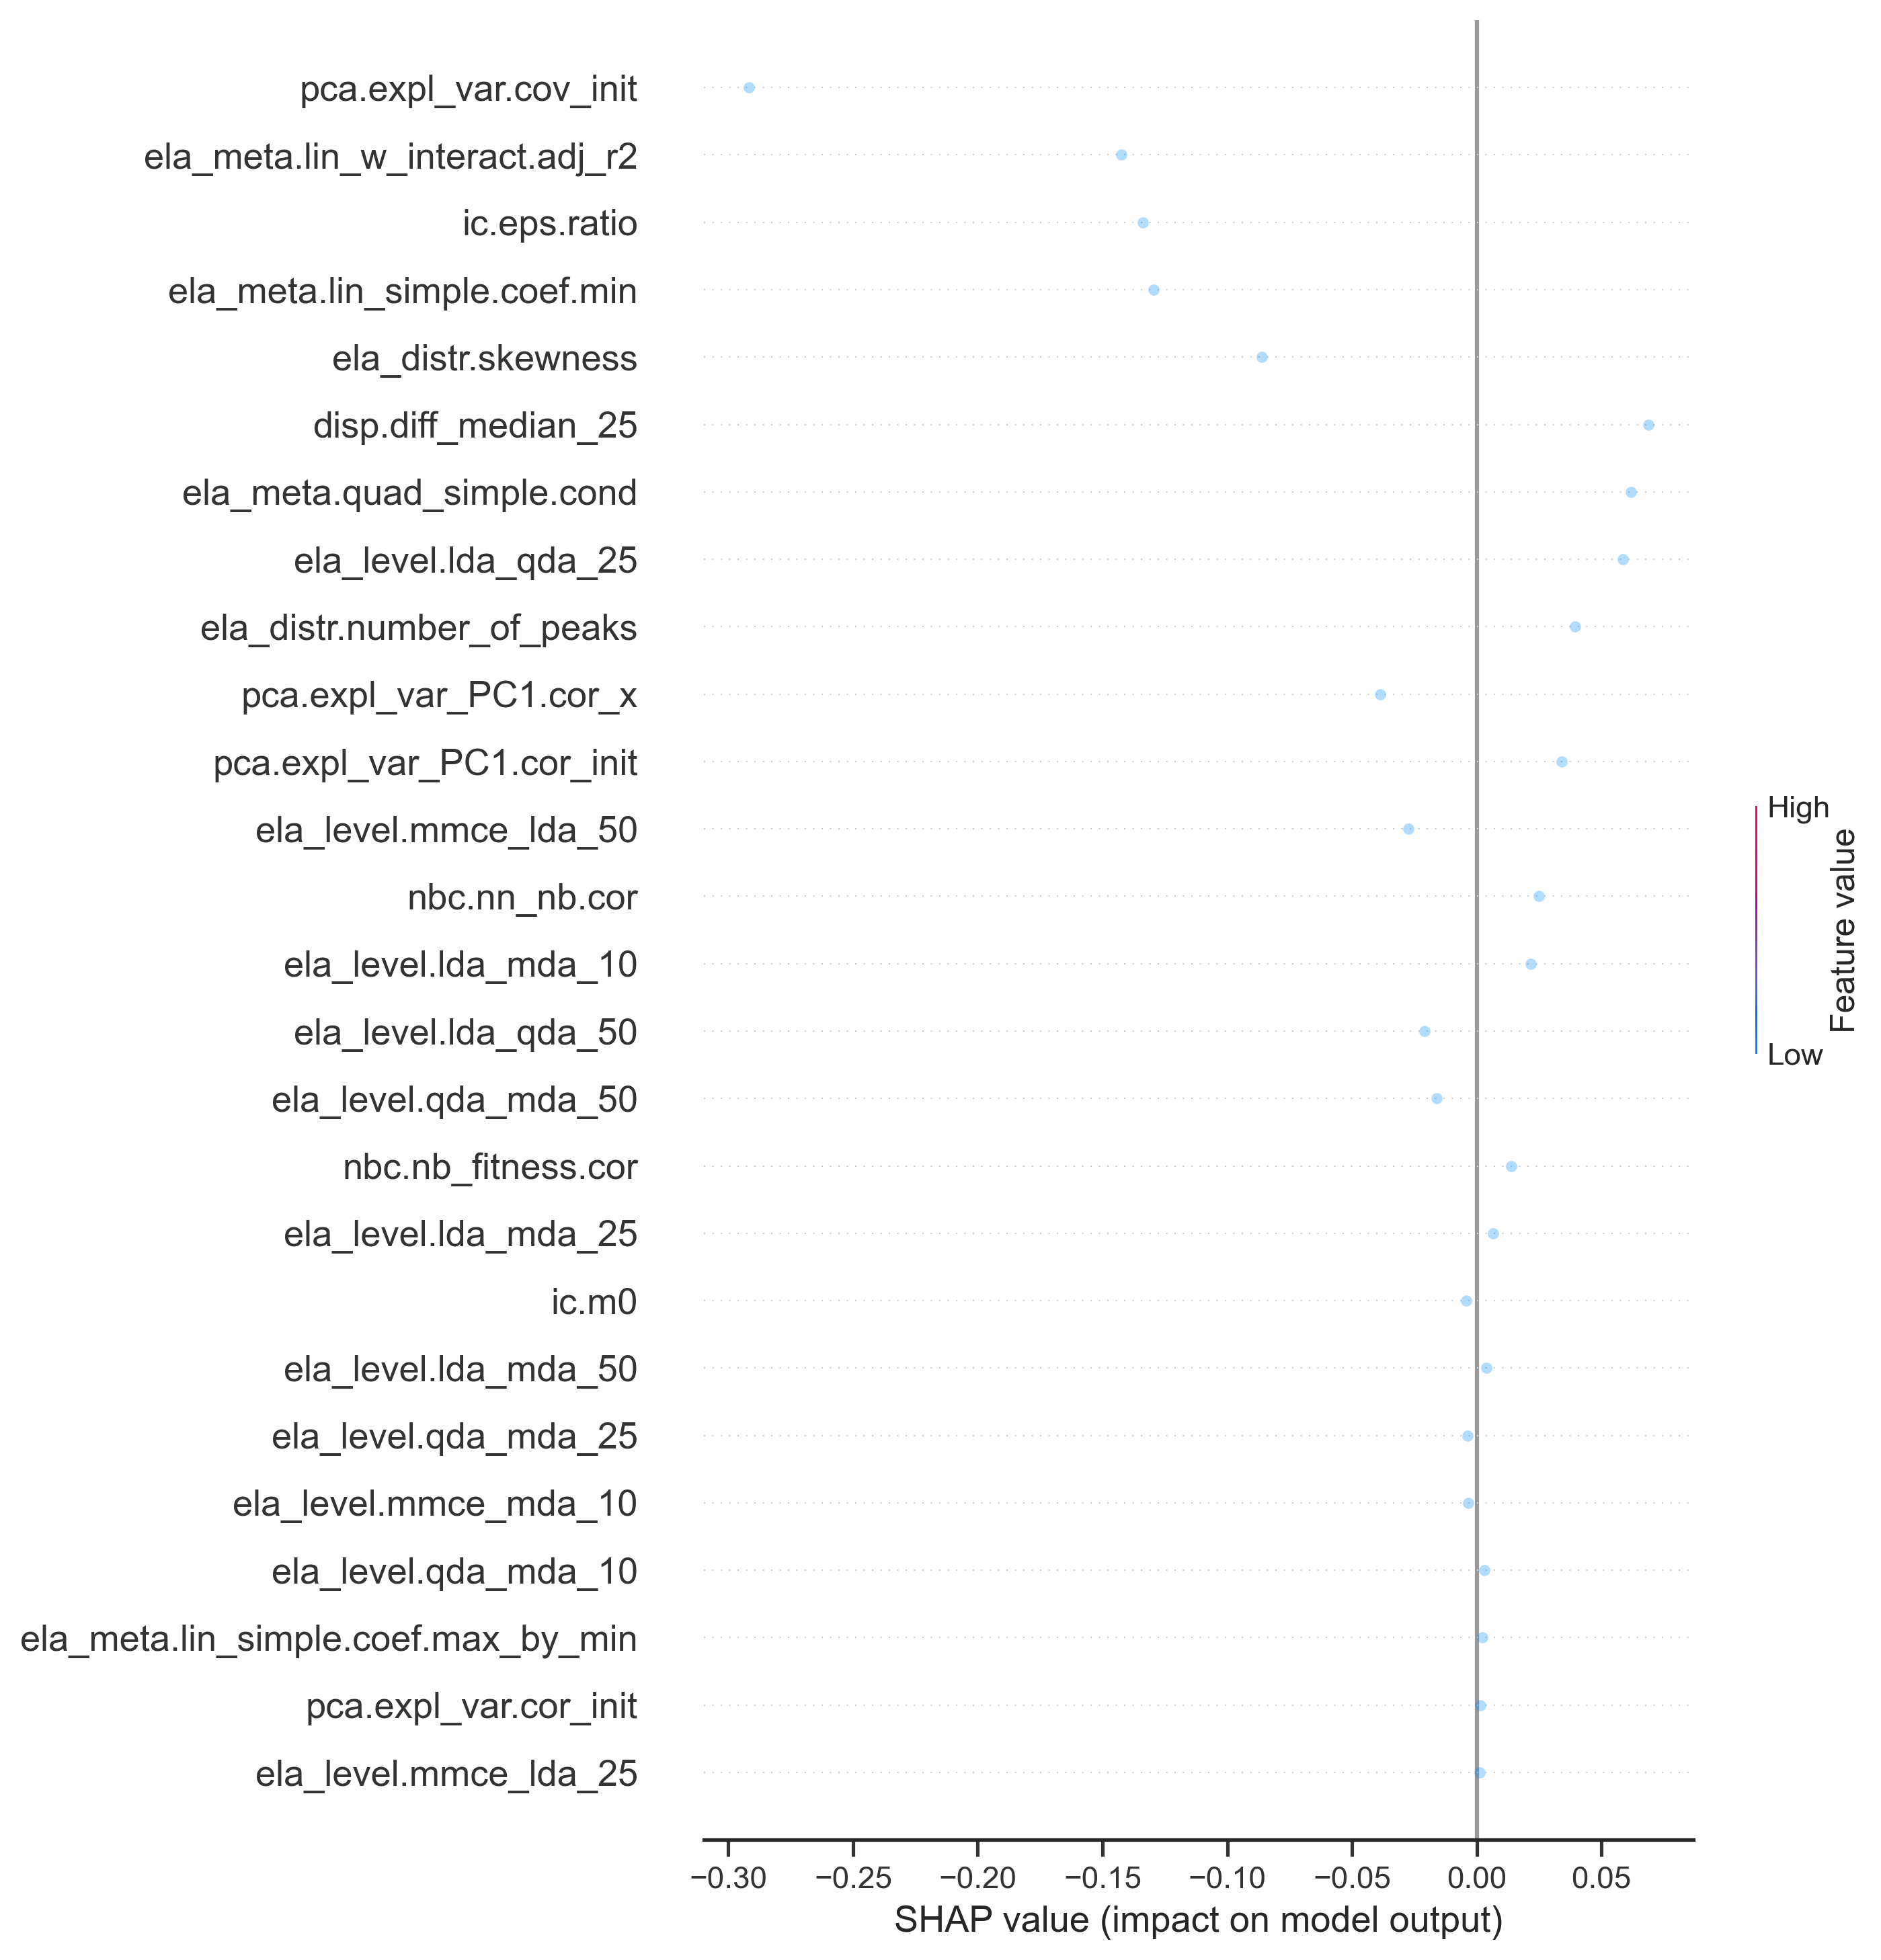 pca.expl_var.cov_init
ela_meta.lin_w_interact.adj_r2
ic.eps.ratio
ela_meta.lin_simple.coef.min
ela_distr.skewness
disp.diff_median_25
ela_meta.quad_simple.cond
ela_level.lda_qda_25
ela_distr.number_of_peaks
pca.expl_var_PC1.cor_x
pca.expl_var_PC1.cor_init
ela_level.mmce_lda_50
nbc.nn_nb.cor
ela_level.lda_mda_10
ela_level.lda_qda_50
ela_level.qda_mda_50
nbc.nb_fitness.cor
ela_level.lda_mda_25
ic.m0
ela_level.lda_mda_50
ela_level.qda_mda_25
ela_level.mmce_mda_10
ela_level.qda_mda_10
ela_meta.lin_simple.coef.max_by_min
pca.expl_var.cor_init
ela_level.mmce_lda_25
−0.30 −0.25 −0.20 −0.15 −0.10 −0.05 0.00 0.05
SHAP value (impact on model output)
High
Feature value
Low